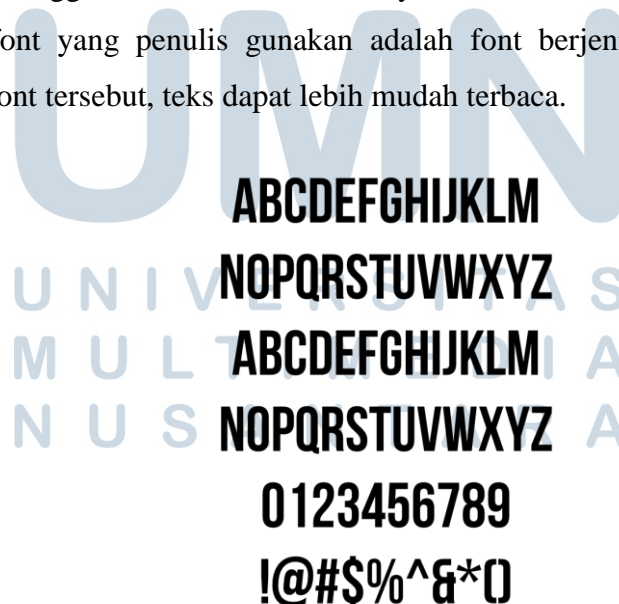 font yang penulis gunakan adalah font
font tersebut, teks dapat lebih mudah terbaca.
UMN
ABCDEFGHIJKLM
NOPQRSTUVWXYZ
UNIVERSITAS
ABCDEFGHIJKLM
MULTIMEDIA
NOPQRSTUVWXYZ
NUSANTARA
0123456789
!@#$%^&*()